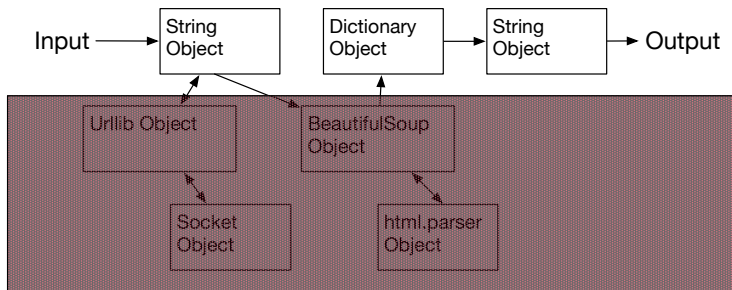 Input
String
Object
Dictionary
Object
String
Object
Output
Urllib Object
BeautifulSoup
Object
Socket
Object
html.parser
Object